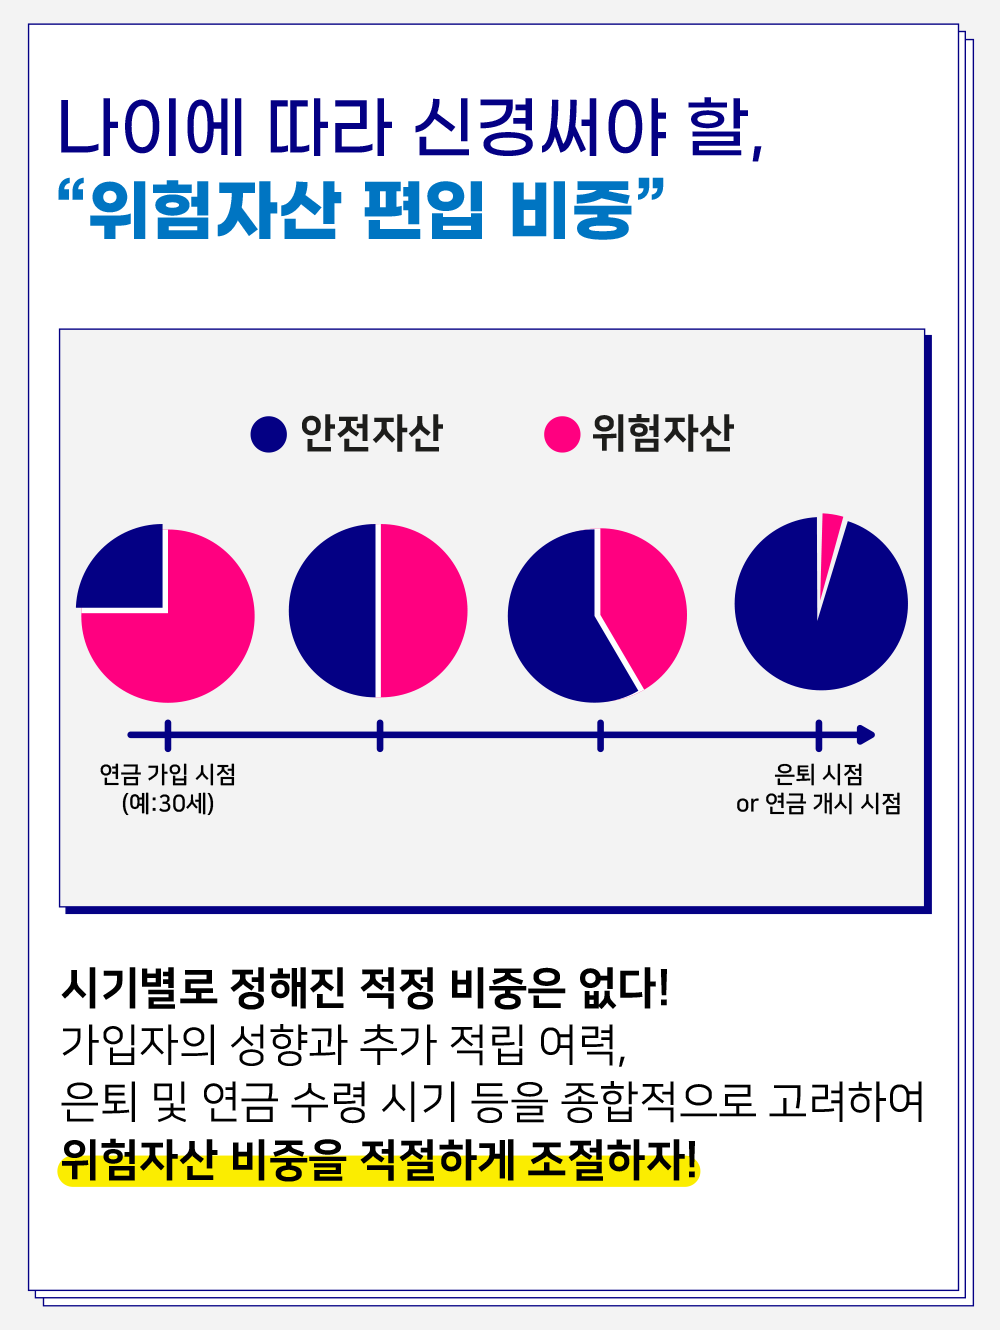 나이에 따라 신경써야 할,
“위험자산 편입 비중”
안전자산 위험자산
연금 가입 시점
(예:30세)
은퇴 시점
or 연금 개시 시점
시기별로 정해진 적정 비중은 없다!
가입자의 성향과 추가 적립 여력,
은퇴 및 연금 수령 시기 등을 종합적으로 고려하여
위험자산 비중을 적절하게 조절하자!